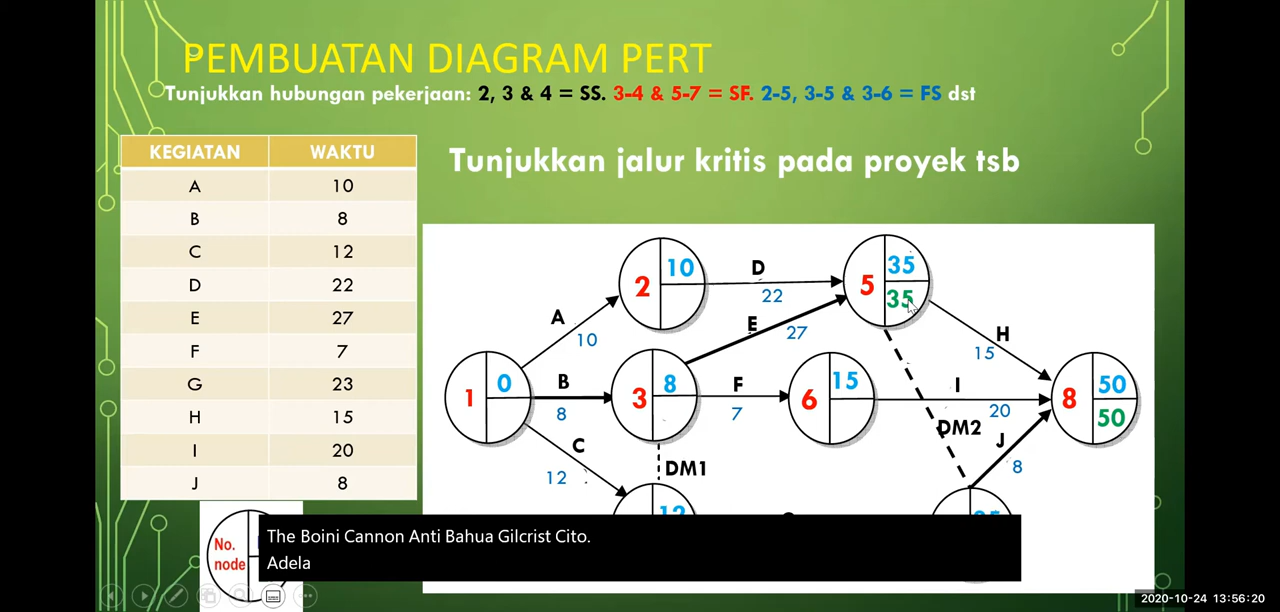 PEMBUATAN DIAGRAM PERT
Tunjukkan hubungan pekerjaan: 2, 3 & 4 = SS. 3-4 & 5-7 = SF. 2-5, 3-5 & 3-6 = FS dst
KEGIATAN WAKTU
A 10
B 8
C 12
D 22
E 27
F 7
G 23
H 15
I 20
J 8
Tunjukkan jalur kritis pada proyek tsb
2 10
D
22
5 35
35
A
10
E
27
H
15
1 0
B
8
3 8
F
7
6 15
I
20
8 50
50
C
12
DM1
DM2
J
8
12
No.
node
The Boini Cannon Anti Bahua Gilcrist Cito.
Adela
2020-10-24 13:56:20